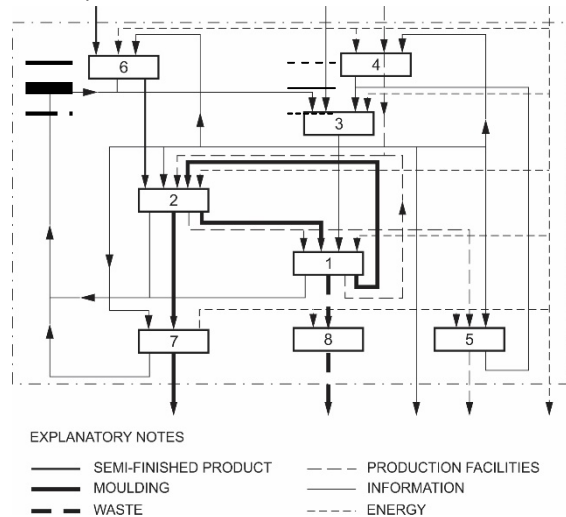 6
4
3
2
1
7
8
5
EXPLANATORY NOTES
SEMI-FINISHED PRODUCT
PRODUCTION FACILITIES
MOULDING
INFORMATION
WASTE
ENERGY